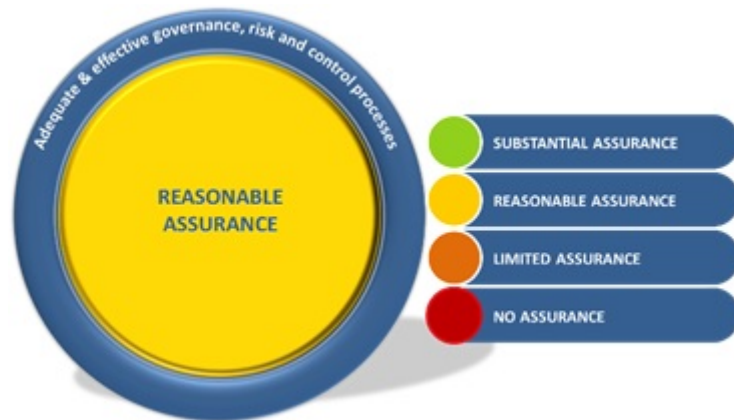 Adequate & effective governance, risk and control processes
REASONABLE
ASSURANCE
SUBSTANTIAL ASSURANCE
REASONABLE ASSURANCE
LIMITED ASSURANCE
NO ASSURANCE